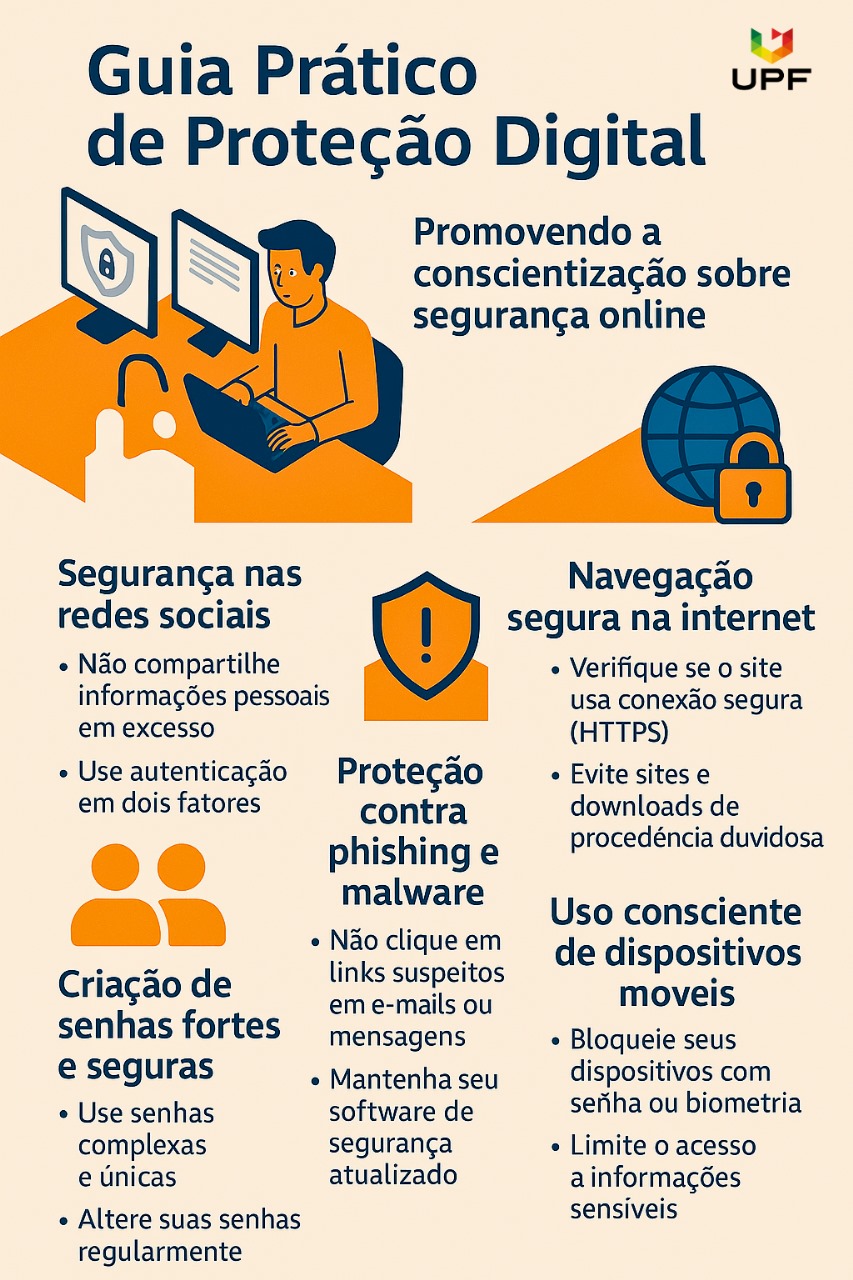 Guia Prático
de Proteção Digital
UPF
Promovendo a
conscientização sobre
segurança online
Segurança nas
redes sociais
• Não compartilhe
informações pessoais
em excesso
• Use autenticação
em dois fatores
Criação de
senhas fortes
e seguras
• Use senhas
complexas
e únicas
• Altere suas senhas
regularmente
Proteção
contra
phishing e
malware
• Não clique em
links suspeitos
em e-mails ou
mensagens
• Mantenha seu
software de
segurança
atualizado
Navegação
segura na internet
• Verifique se o site
usa conexão segura
(HTTPS)
• Evite sites e
downloads de
procedéncia duvidosa
Uso consciente
de dispositivos
moveis
• Bloqueie seus
dispositivos com
señha ou biometria
• Limite o acesso
a informações
sensíveis